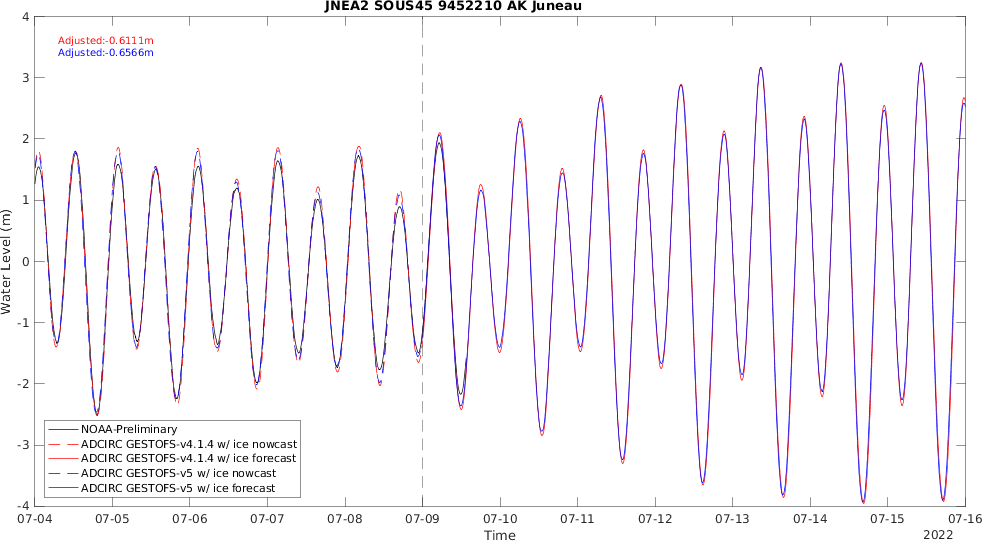 JNEA2 SOUS45 9452210 AK Juneau
Adjusted:-0.6111m
Adjusted:-0.6566m
4
3
2
1
0
-1
-2
-3
-4
Water Level (m)
NOAA-Preliminary
ADCIRC GESTOFS-v4.1.4 w/ ice nowcast
ADCIRC GESTOFS-v4.1.4 w/ ice forecast
ADCIRC GESTOFS-v5 w/ ice nowcast
ADCIRC GESTOFS-v5 w/ ice forecast
07-04 07-05 07-06 07-07 07-08 07-09 07-10 07-11 07-12 07-13 07-14 07-15 07-16
Time
2022